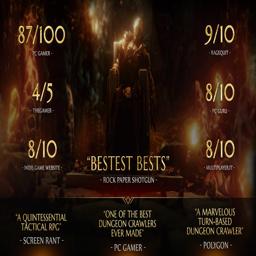 87/100
- PC GAMER -
9/10
- RAGEQUIT -
4/5
- THEGAMER -
8/10
- PC GURU -
8/10
- INDIE GAME WEBSITE -
8/10
- MULTIPLAYER.IT -
"BESTEST BESTS"
- ROCK PAPER SHOTGUN -
"A QUINTESSENTIAL
TACTICAL RPG"
- SCREEN RANT -
"ONE OF THE BEST
DUNGEON CRAWLERS
EVER MADE"
- PC GAMER -
"A MARVELOUS
TURN-BASED
DUNGEON CRAWLER"
- POLYGON -